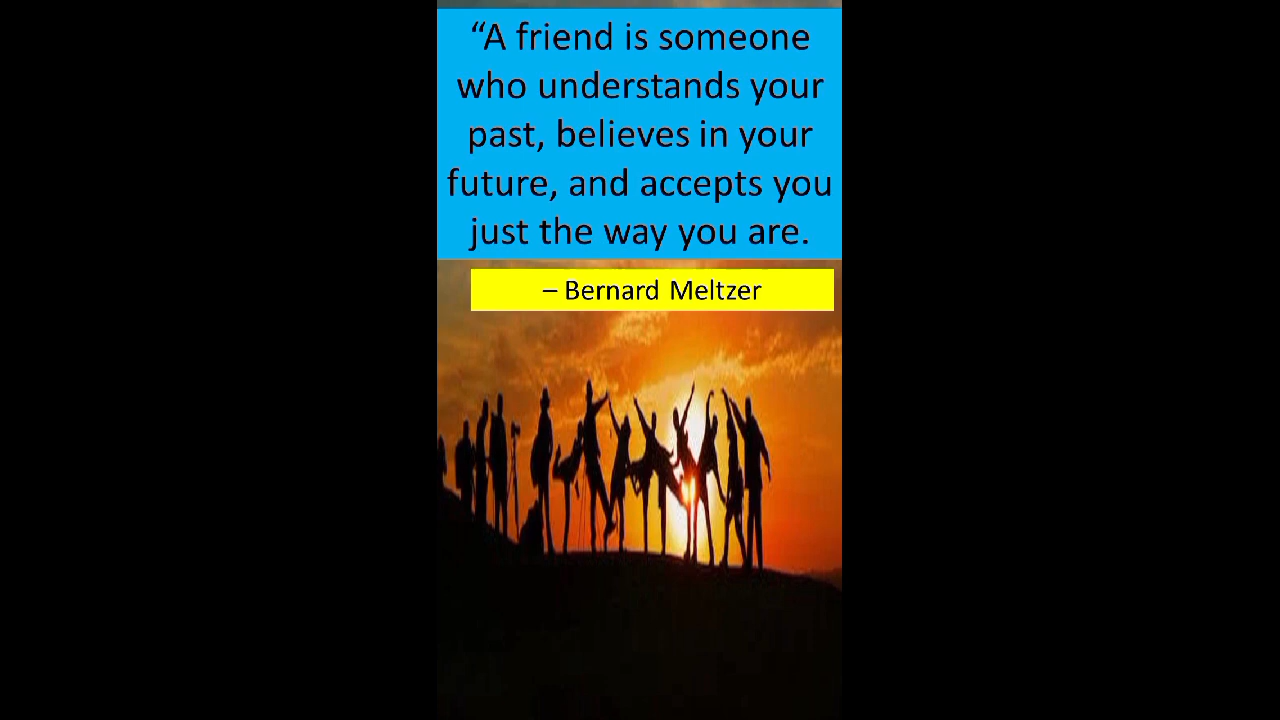 “A friend is someone
who understands your
past, believes in your
future, and accepts you
just the way you are.
– Bernard Meltzer